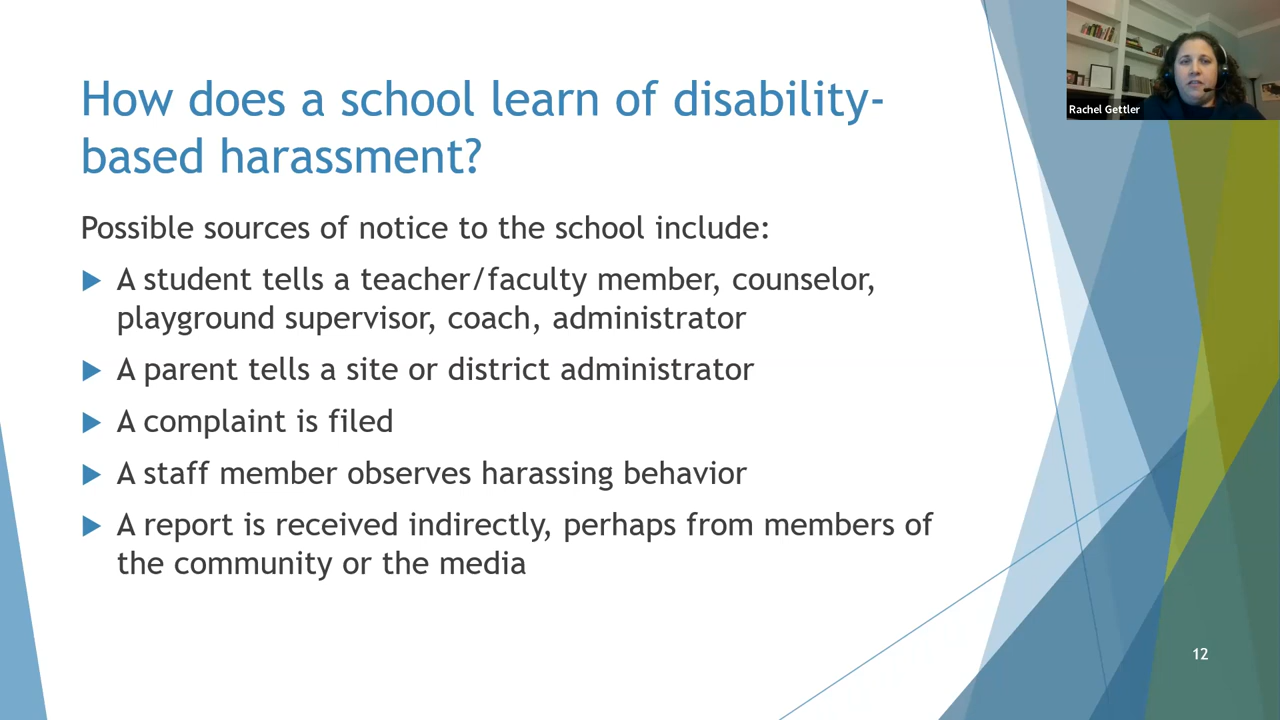 How does a school learn of disability-
based harassment?
Rachel Gettler
Possible sources of notice to the school include:
A student tells a teacher/faculty member, counselor,
playground supervisor, coach, administrator
A parent tells a site or district administrator
A complaint is filed
A staff member observes harassing behavior
A report is received indirectly, perhaps from members of
the community or the media
12